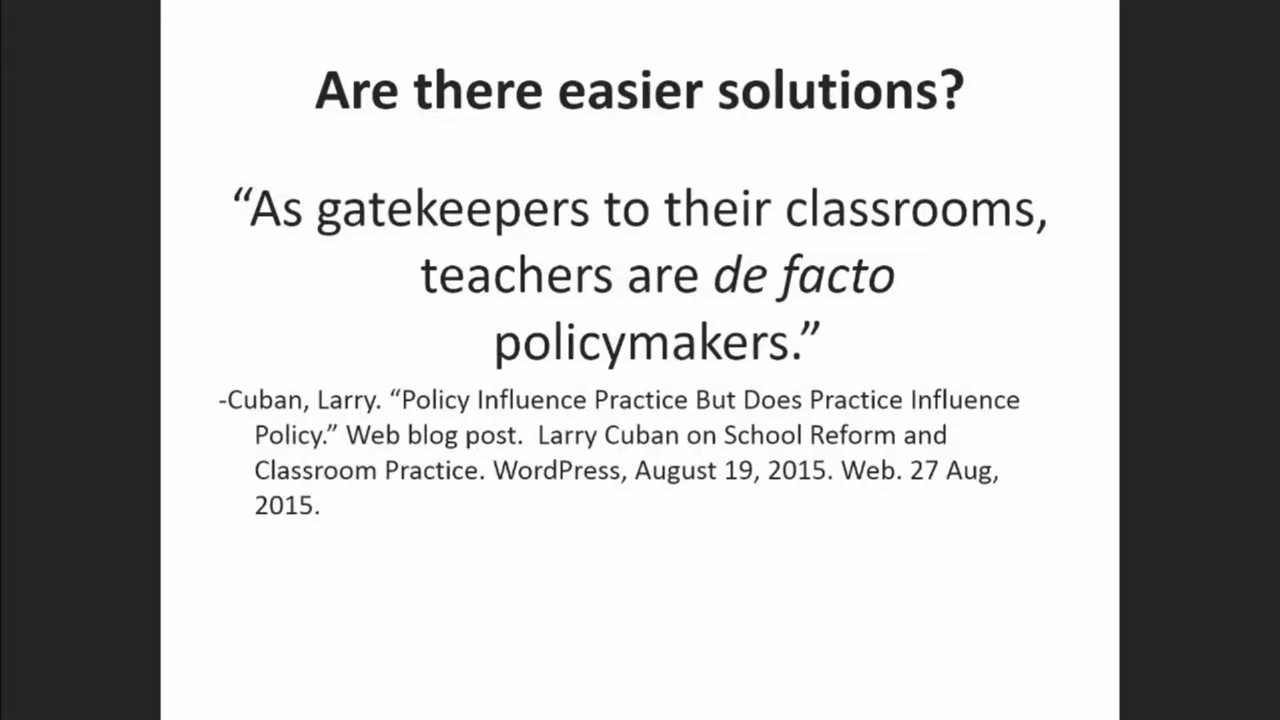 Are there easier solutions?
“As gatekeepers to their classrooms,
teachers are de facto
policymakers.”
-Cuban, Larry. “Policy Influence Practice But Does Practice Influence
Policy.” Web blog post.  Larry Cuban on School Reform and
Classroom Practice. WordPress, August 19, 2015. Web. 27 Aug,
2015.